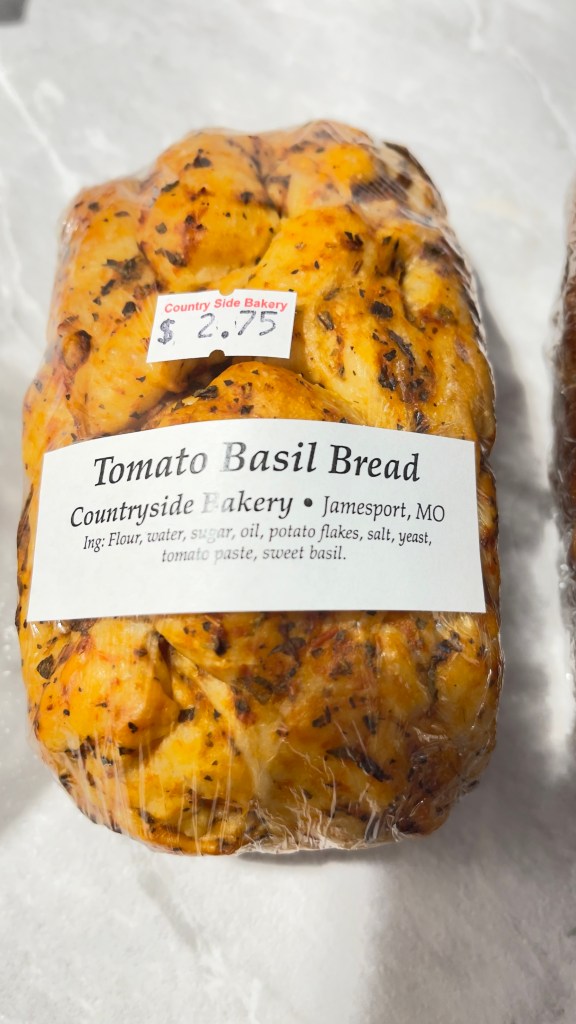 Country Side Bakery
$ 2.75
Tomato Basil Bread
Countryside Bakery • Jamesport, MO
Ing: Flour, water, sugar, oil, potato flakes, salt, yeast,
tomato paste, sweet basil.